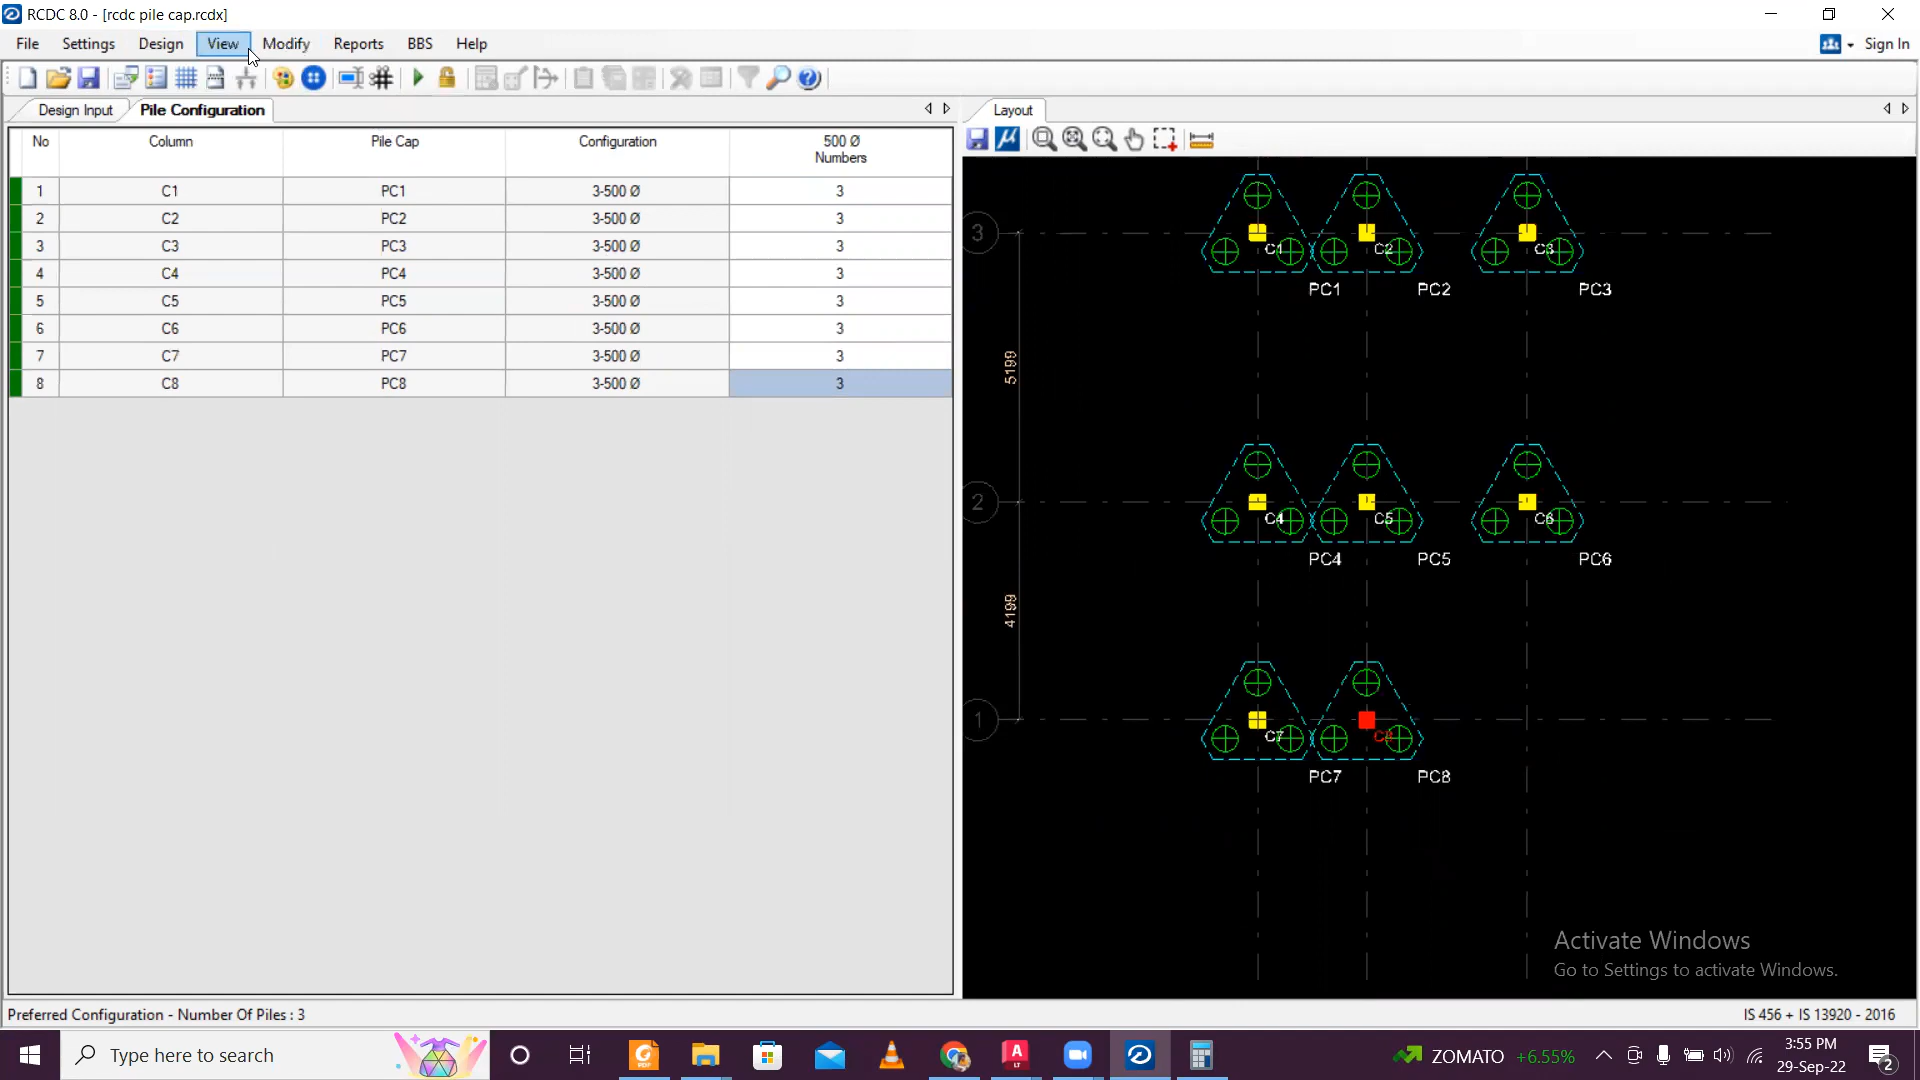 RCDC 8.0 - [rcdc pile cap.rcdx]
File Settings Design View Modify Reports BBS Help
Sign In
Design Input Pile Configuration
Layout
No Column Pile Cap Configuration 500 Ø
Numbers
1 C1 PC1 3-500 Ø 3
2 C2 PC2 3-500 Ø 3
3 C3 PC3 3-500 Ø 3
4 C4 PC4 3-500 Ø 3
5 C5 PC5 3-500 Ø 3
6 C6 PC6 3-500 Ø 3
7 C7 PC7 3-500 Ø 3
8 C8 PC8 3-500 Ø 3
3 C1 C2 C3
PC1 PC2 PC3
5199
2 C4 C5 C6
PC4 PC5 PC6
4199
1 C7 C8
PC7 PC8
Activate Windows
Go to Settings to activate Windows.
Preferred Configuration - Number Of Piles : 3
IS 456 + IS 13920 - 2016
Type here to search
ZOMATO +6.55%
3:55 PM
29-Sep-22
2